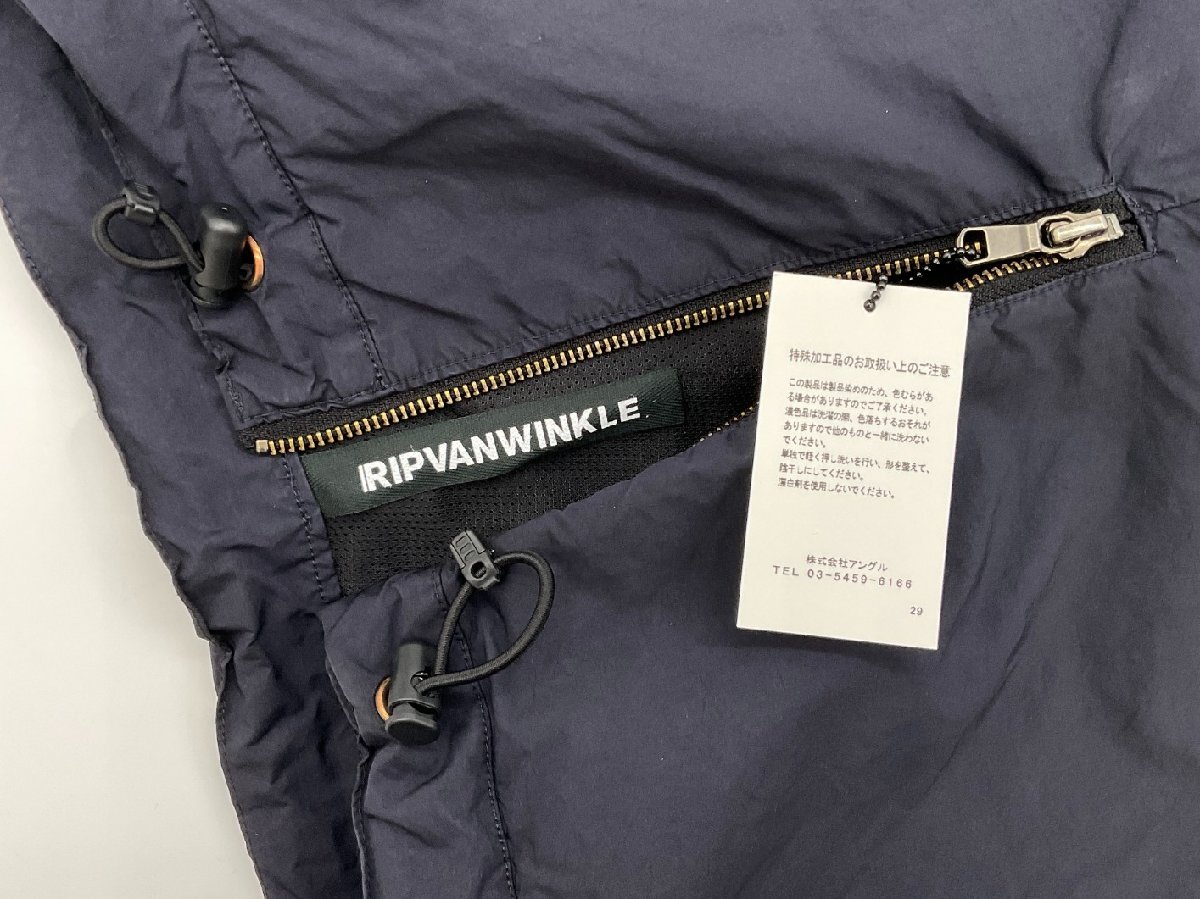 RIPVANWINKLE.
特殊加工品のお取扱い上のご注意
この製品は製品染めのため、色むらがあ
る場合がありますのでご了承ください。
濃色品は洗濯の際、色落ちするおそれが
ありますので他のものと一緒に洗わない
でください。
単独で軽く押し洗いを行い、形を整えて、
陰干しにしてください。
漂白剤を使用しないでください。
株式会社アングル
TEL 03-5459-6166
29